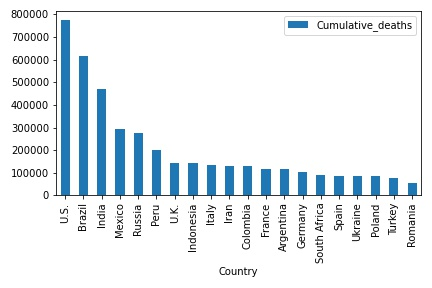 Cumulative_deaths
800000
700000
600000
500000
400000
300000
200000
100000
0
U.S.
Brazil
India
Mexico
Russia
Peru
U.K.
Indonesia
Italy
Iran
Colombia
France
Argentina
Germany
South Africa
Spain
Ukraine
Poland
Turkey
Romania
Country